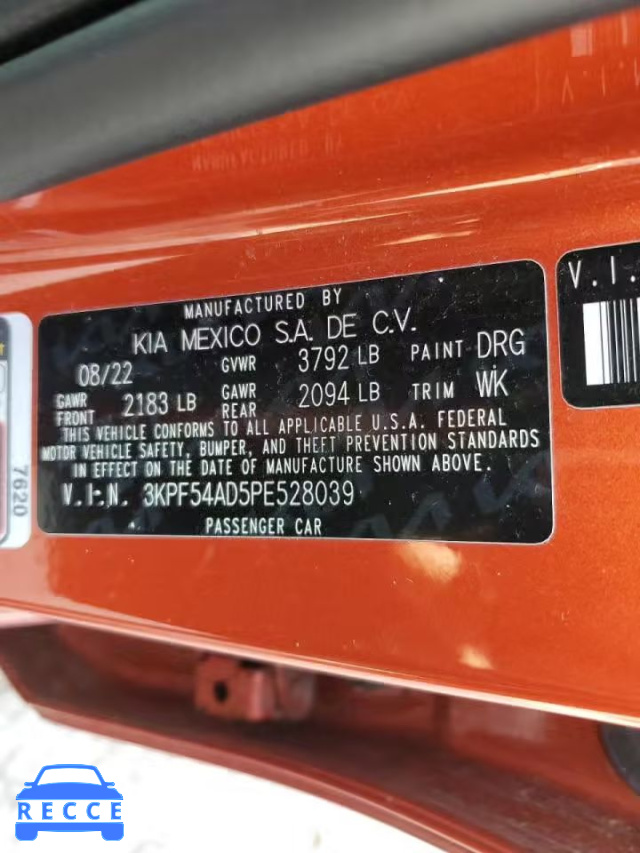 MANUFACTURED BY
KIA MEXICO S.A. DE C.V.
08/22 GVWR 3792 LB PAINT DRG
GAWR FRONT 2183 LB GAWR REAR 2094 LB TRIM WK
THIS VEHICLE CONFORMS TO ALL APPLICABLE U.S.A. FEDERAL
MOTOR VEHICLE SAFETY, BUMPER, AND THEFT PREVENTION STANDARDS
IN EFFECT ON THE DATE OF MANUFACTURE SHOWN ABOVE.
V.I.N. 3KPF54AD5PE528039
PASSENGER CAR
7620
V.I.
RECCE